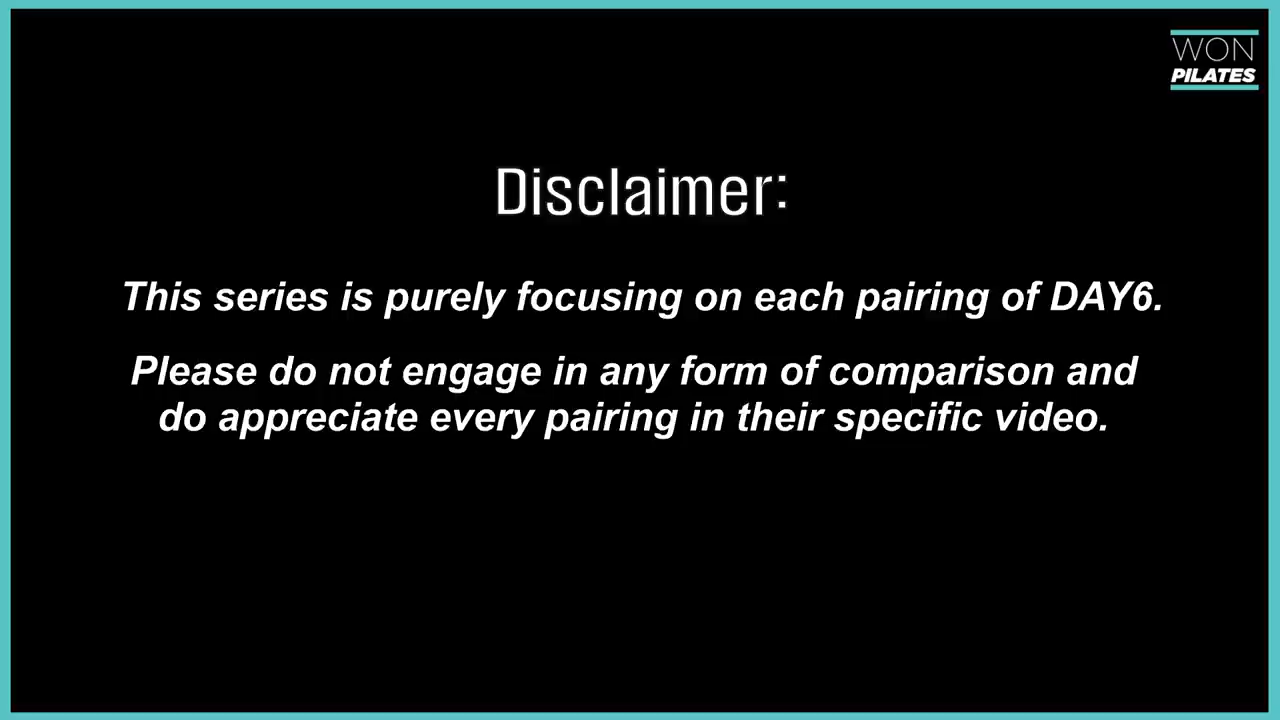 WON
PILATES
Disclaimer:
This series is purely focusing on each pairing of DAY6.
Please do not engage in any form of comparison and
do appreciate every pairing in their specific video.